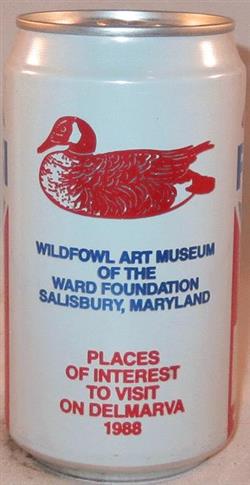 WILDFOWL ART MUSEUM
OF THE
WARD FOUNDATION
SALISBURY, MARYLAND
PLACES
OF INTEREST
TO VISIT
ON DELMARVA
1988